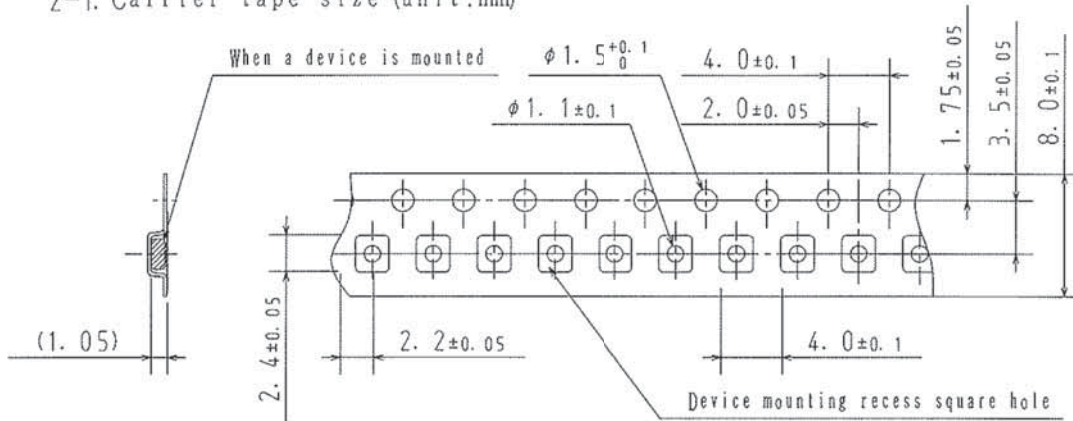 2-1. Carrier tape size (unit:mm)
When a device is mounted
φ1.5+0.1 0
4.0±0.1
φ1.1±0.1
2.0±0.05
1.75±0.05
3.5±0.05
8.0±0.1
(1.05)
2.4±0.05
2.2±0.05
4.0±0.1
Device mounting recess square hole